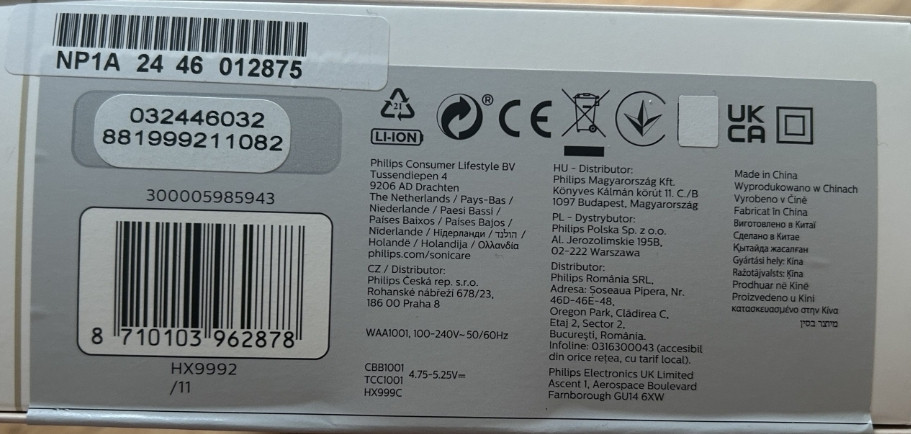 NP1A 24 46 012875
032446032
881999211082
300005985943
8 710103 962878
HX9992
/11
21
LI-ION
®
CE
UK
CA
Philips Consumer Lifestyle BV
Tussendiepen 4
9206 AD Drachten
The Netherlands / Pays-Bas /
Niederlande / Paesi Bassi /
Países Baixos / Países Bajos /
Niderlande / Нідерланди / הולנד /
Holandë / Holandija / Ολλανδία
philips.com/sonicare
CZ / Distributor:
Philips Česká rep. s.r.o.
Rohanské nábřeží 678/23,
186 00 Praha 8
WAA1001, 100-240V~ 50/60Hz
CBB1001
TCC1001 4.75-5.25V⎓
HX999C
HU - Distributor:
Philips Magyarország Kft.
Könyves Kálmán körút 11. C./B
1097 Budapest, Magyarország
PL - Dystrybutor:
Philips Polska Sp. z o.o.
Al. Jerozolimskie 195B,
02-222 Warszawa
Distributor:
Philips România SRL,
Adresa: Soseaua Pipera, Nr.
46D-46E-48,
Oregon Park, Clădirea C,
Etaj 2, Sector 2,
Bucureşti, România.
Infoline: 0316300043 (accesibil
din orice reţea, cu tarif local).
Philips Electronics UK Limited
Ascent 1, Aerospace Boulevard
Farnborough GU14 6XW
Made in China
Wyprodukowano w Chinach
Vyrobeno v Číně
Fabricat în China
Виготовлено в Китаї
Сделано в Китае
Қытайда жасалған
Gyártási hely: Kína
Ražotājvalsts: Ķīna
Prodhuar në Kinë
Proizvedeno u Kini
κατασκευασμένο στην Κίνα
מיוצר בסין